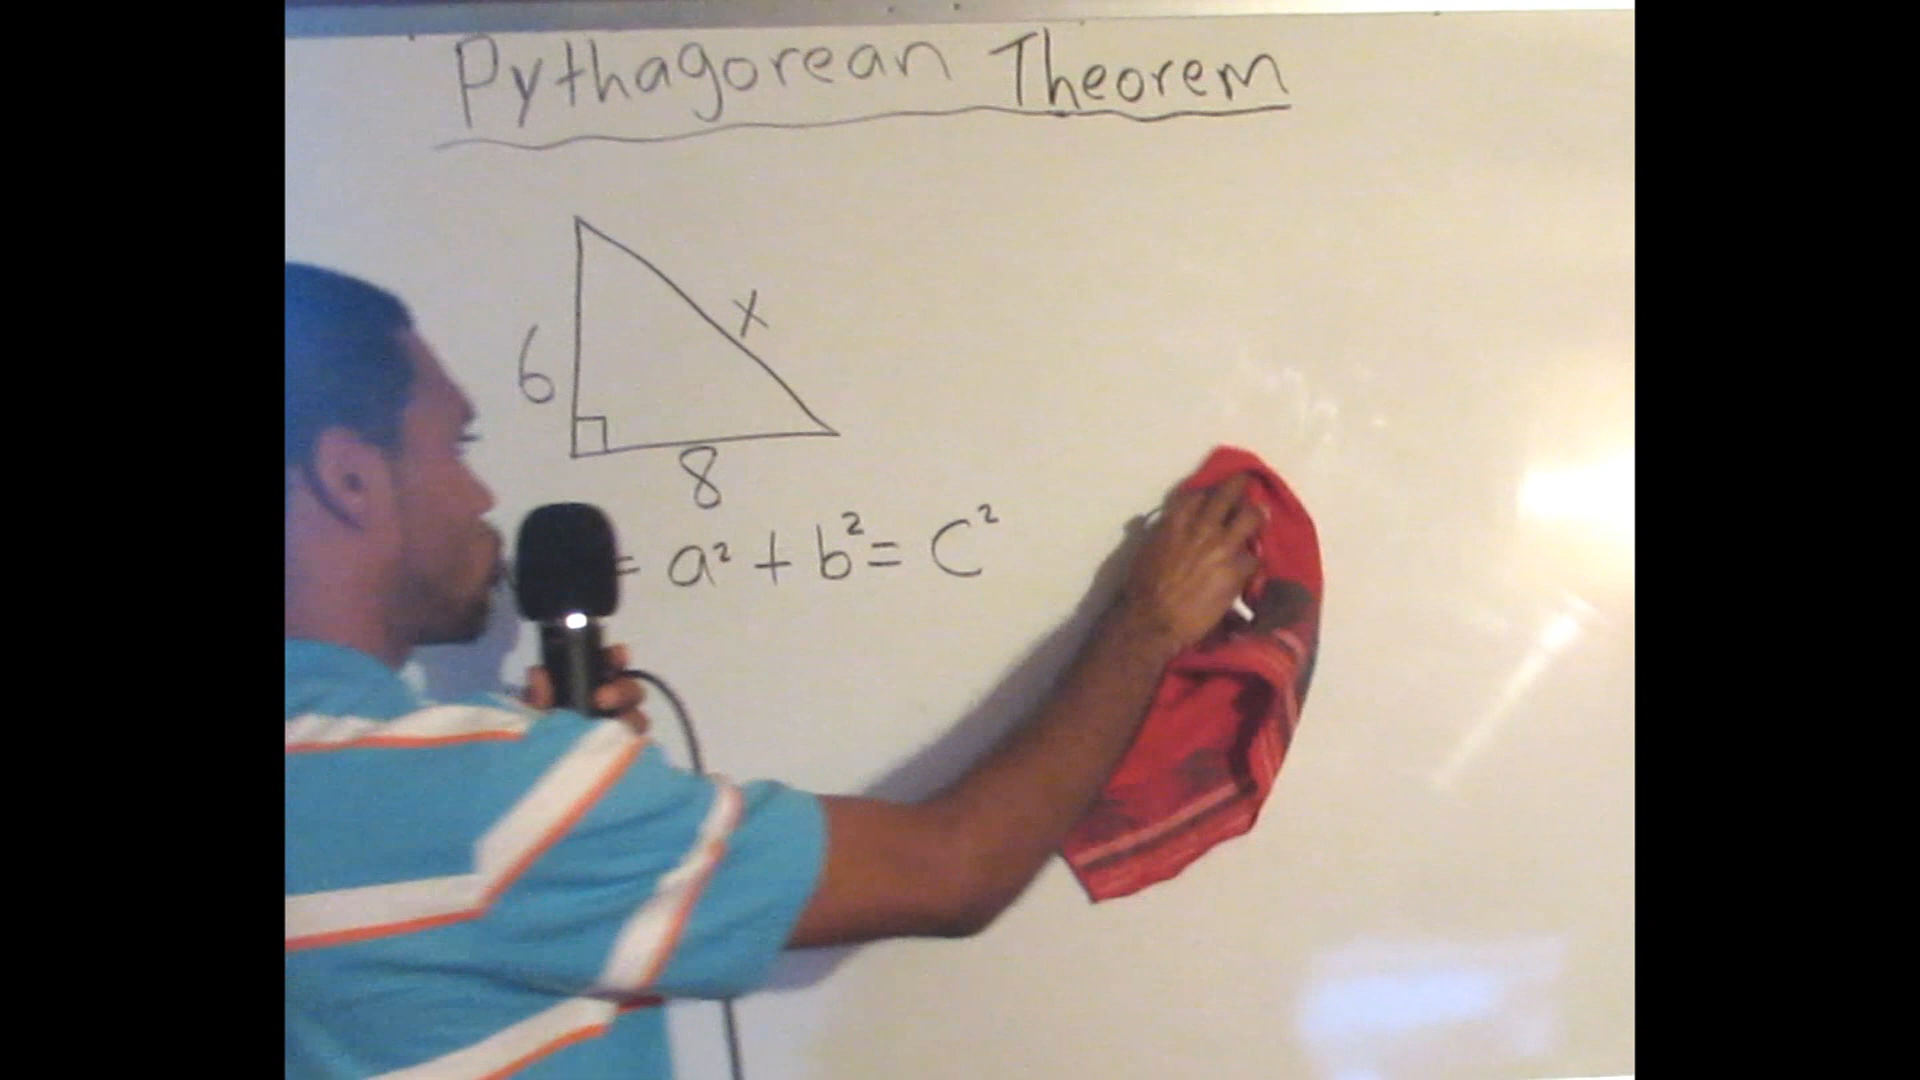 Pythagorean Theorem
x
6
8
= a² + b² = c²